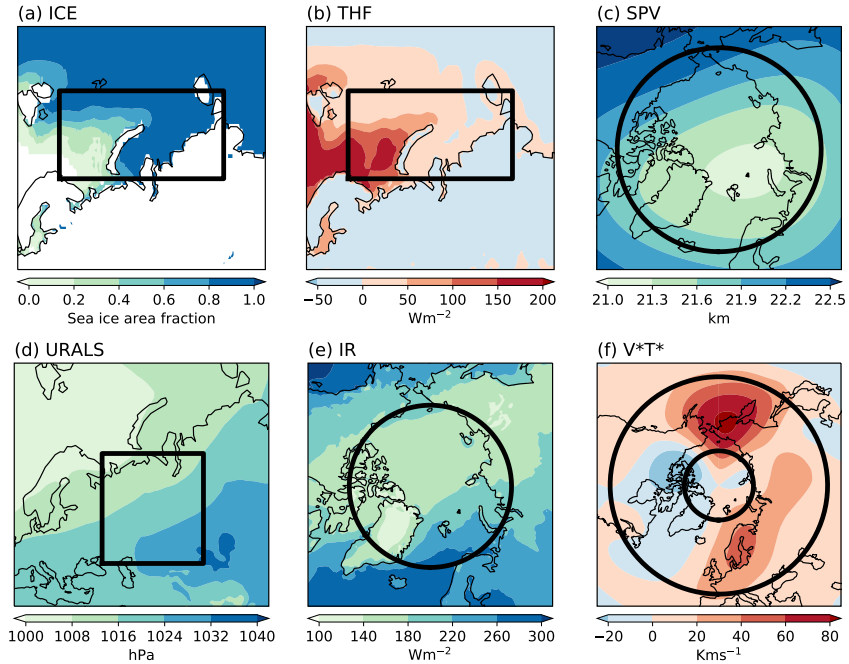 (a) ICE
(b) THF
(c) SPV
0.0 0.2 0.4 0.6 0.8 1.0
Sea ice area fraction
−50 0 50 100 150 200
Wm⁻²
21.0 21.3 21.6 21.9 22.2 22.5
km
(d) URALS
(e) IR
(f) V*T*
1000 1008 1016 1024 1032 1040
hPa
100 140 180 220 260 300
Wm⁻²
−20 0 20 40 60 80
Kms⁻¹